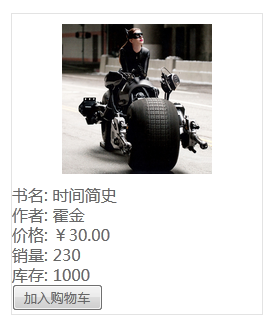 书名: 时间简史
作者: 霍金
价格: ￥30.00
销量: 230
库存: 1000
加入购物车